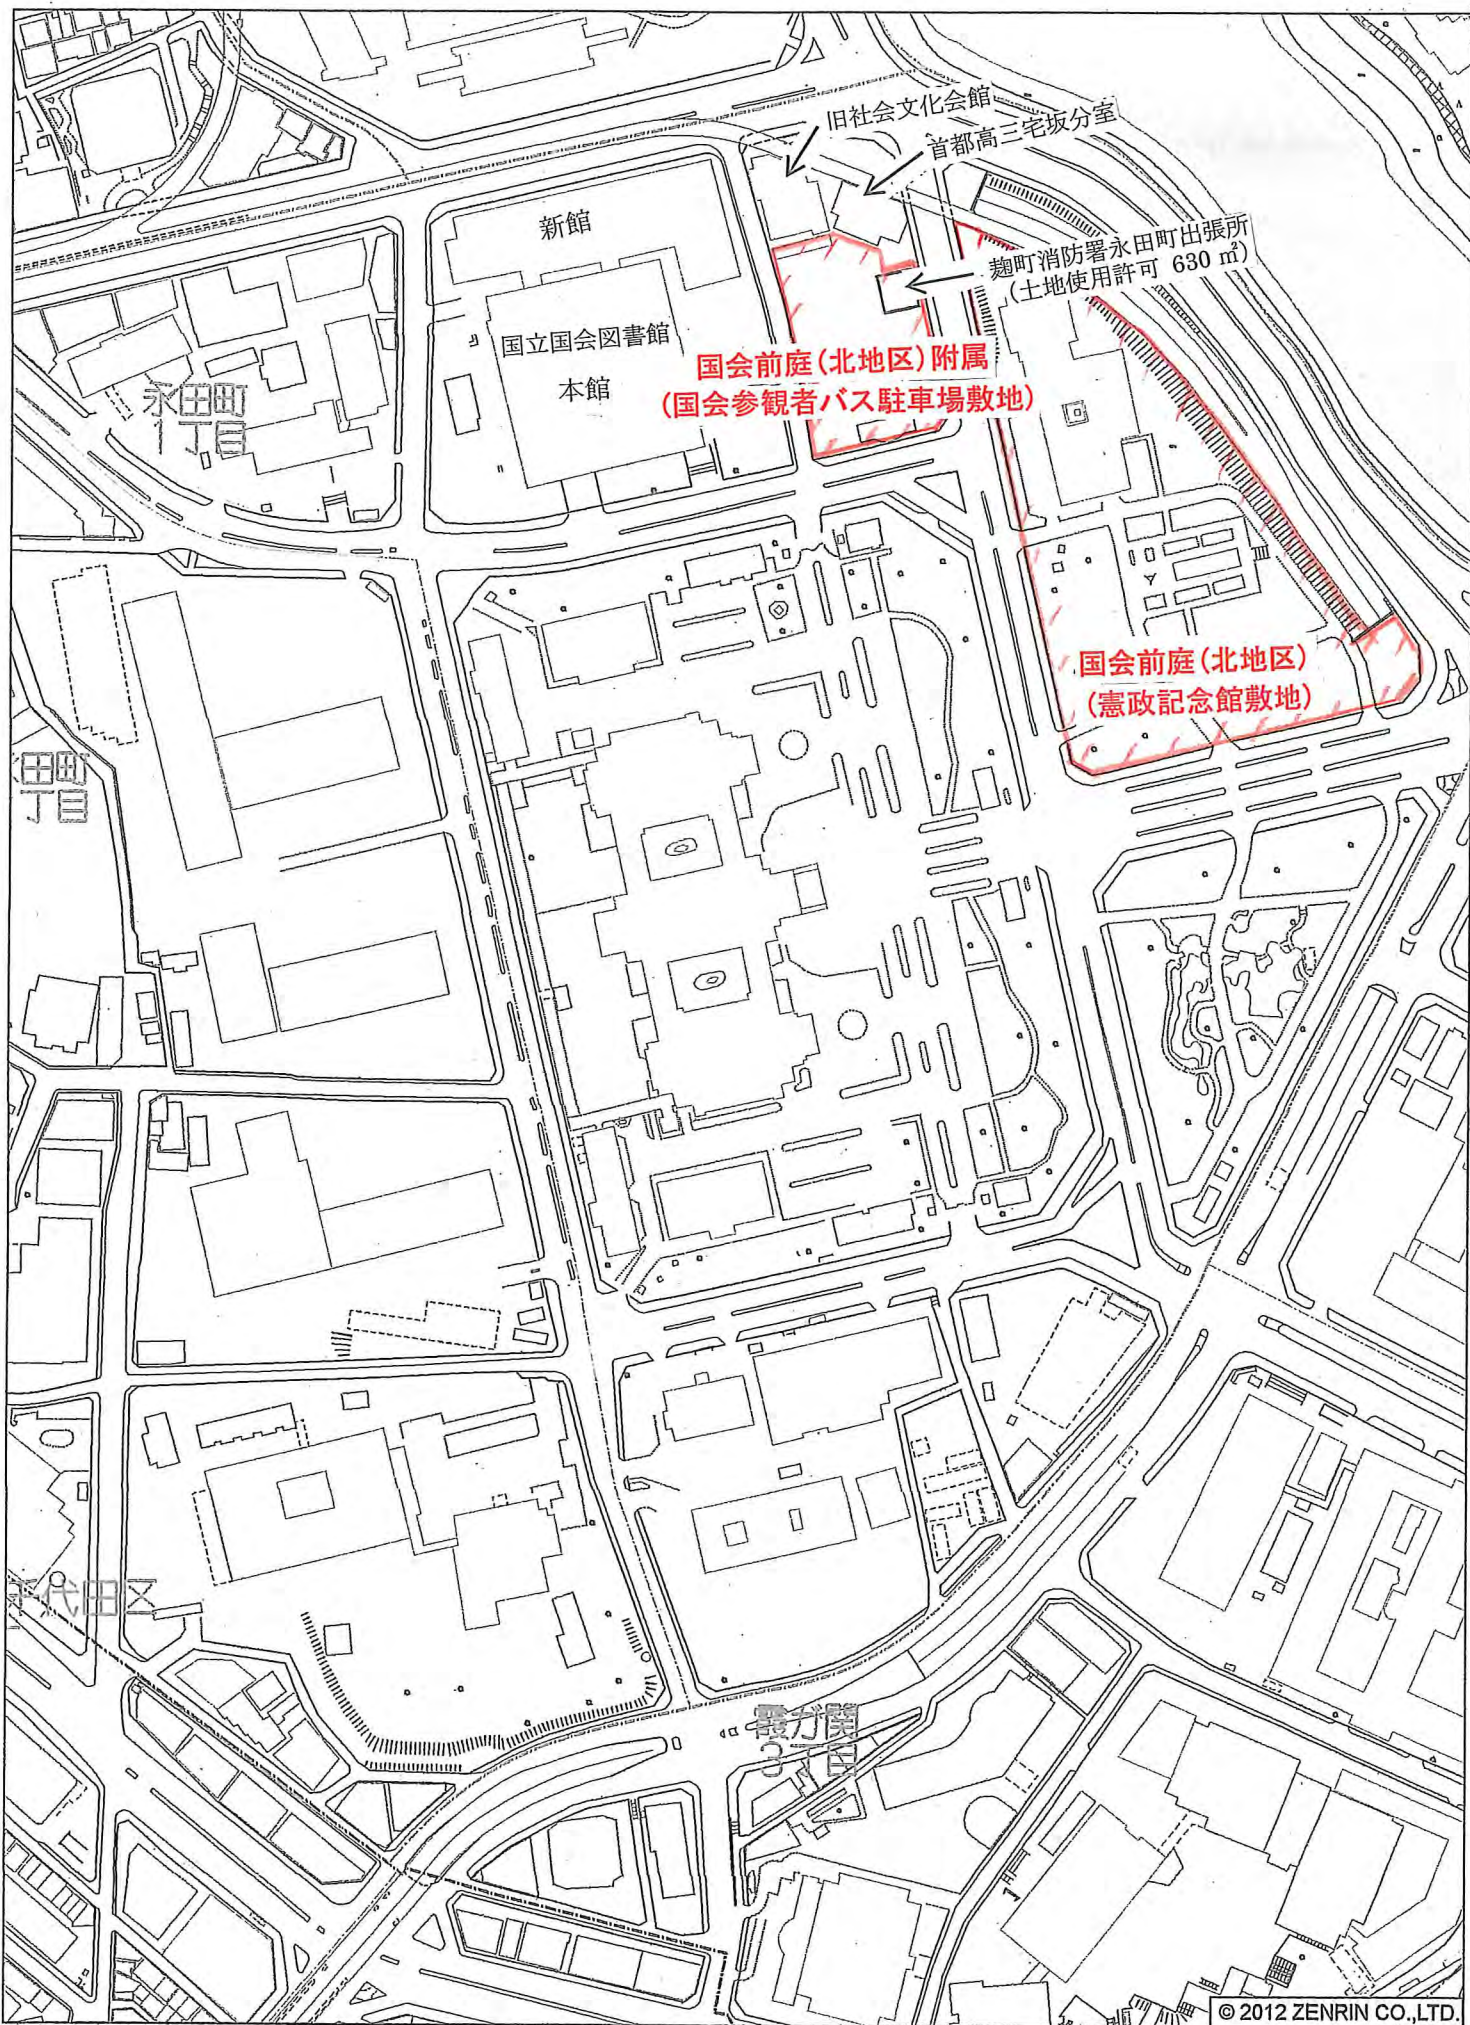 旧社会文化会館
首都高三宅坂分室
新館
麹町消防署永田町出張所
(土地使用許可 630 ㎡)
国立国会図書館
本館
国会前庭(北地区)附属
(国会参観者バス駐車場敷地)
永田町
1丁目
国会前庭(北地区)
(憲政記念館敷地)
田町
丁目
千代田区
霞が関
3丁目
© 2012 ZENRIN CO.,LTD.